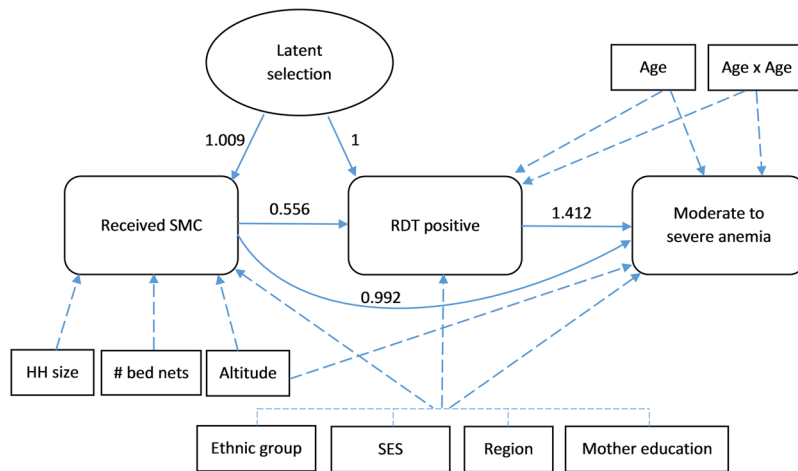 Latent
selection
Age
Age x Age
1.009
1
Received SMC
0.556
RDT positive
1.412
Moderate to
severe anemia
0.992
HH size
# bed nets
Altitude
Ethnic group
SES
Region
Mother education